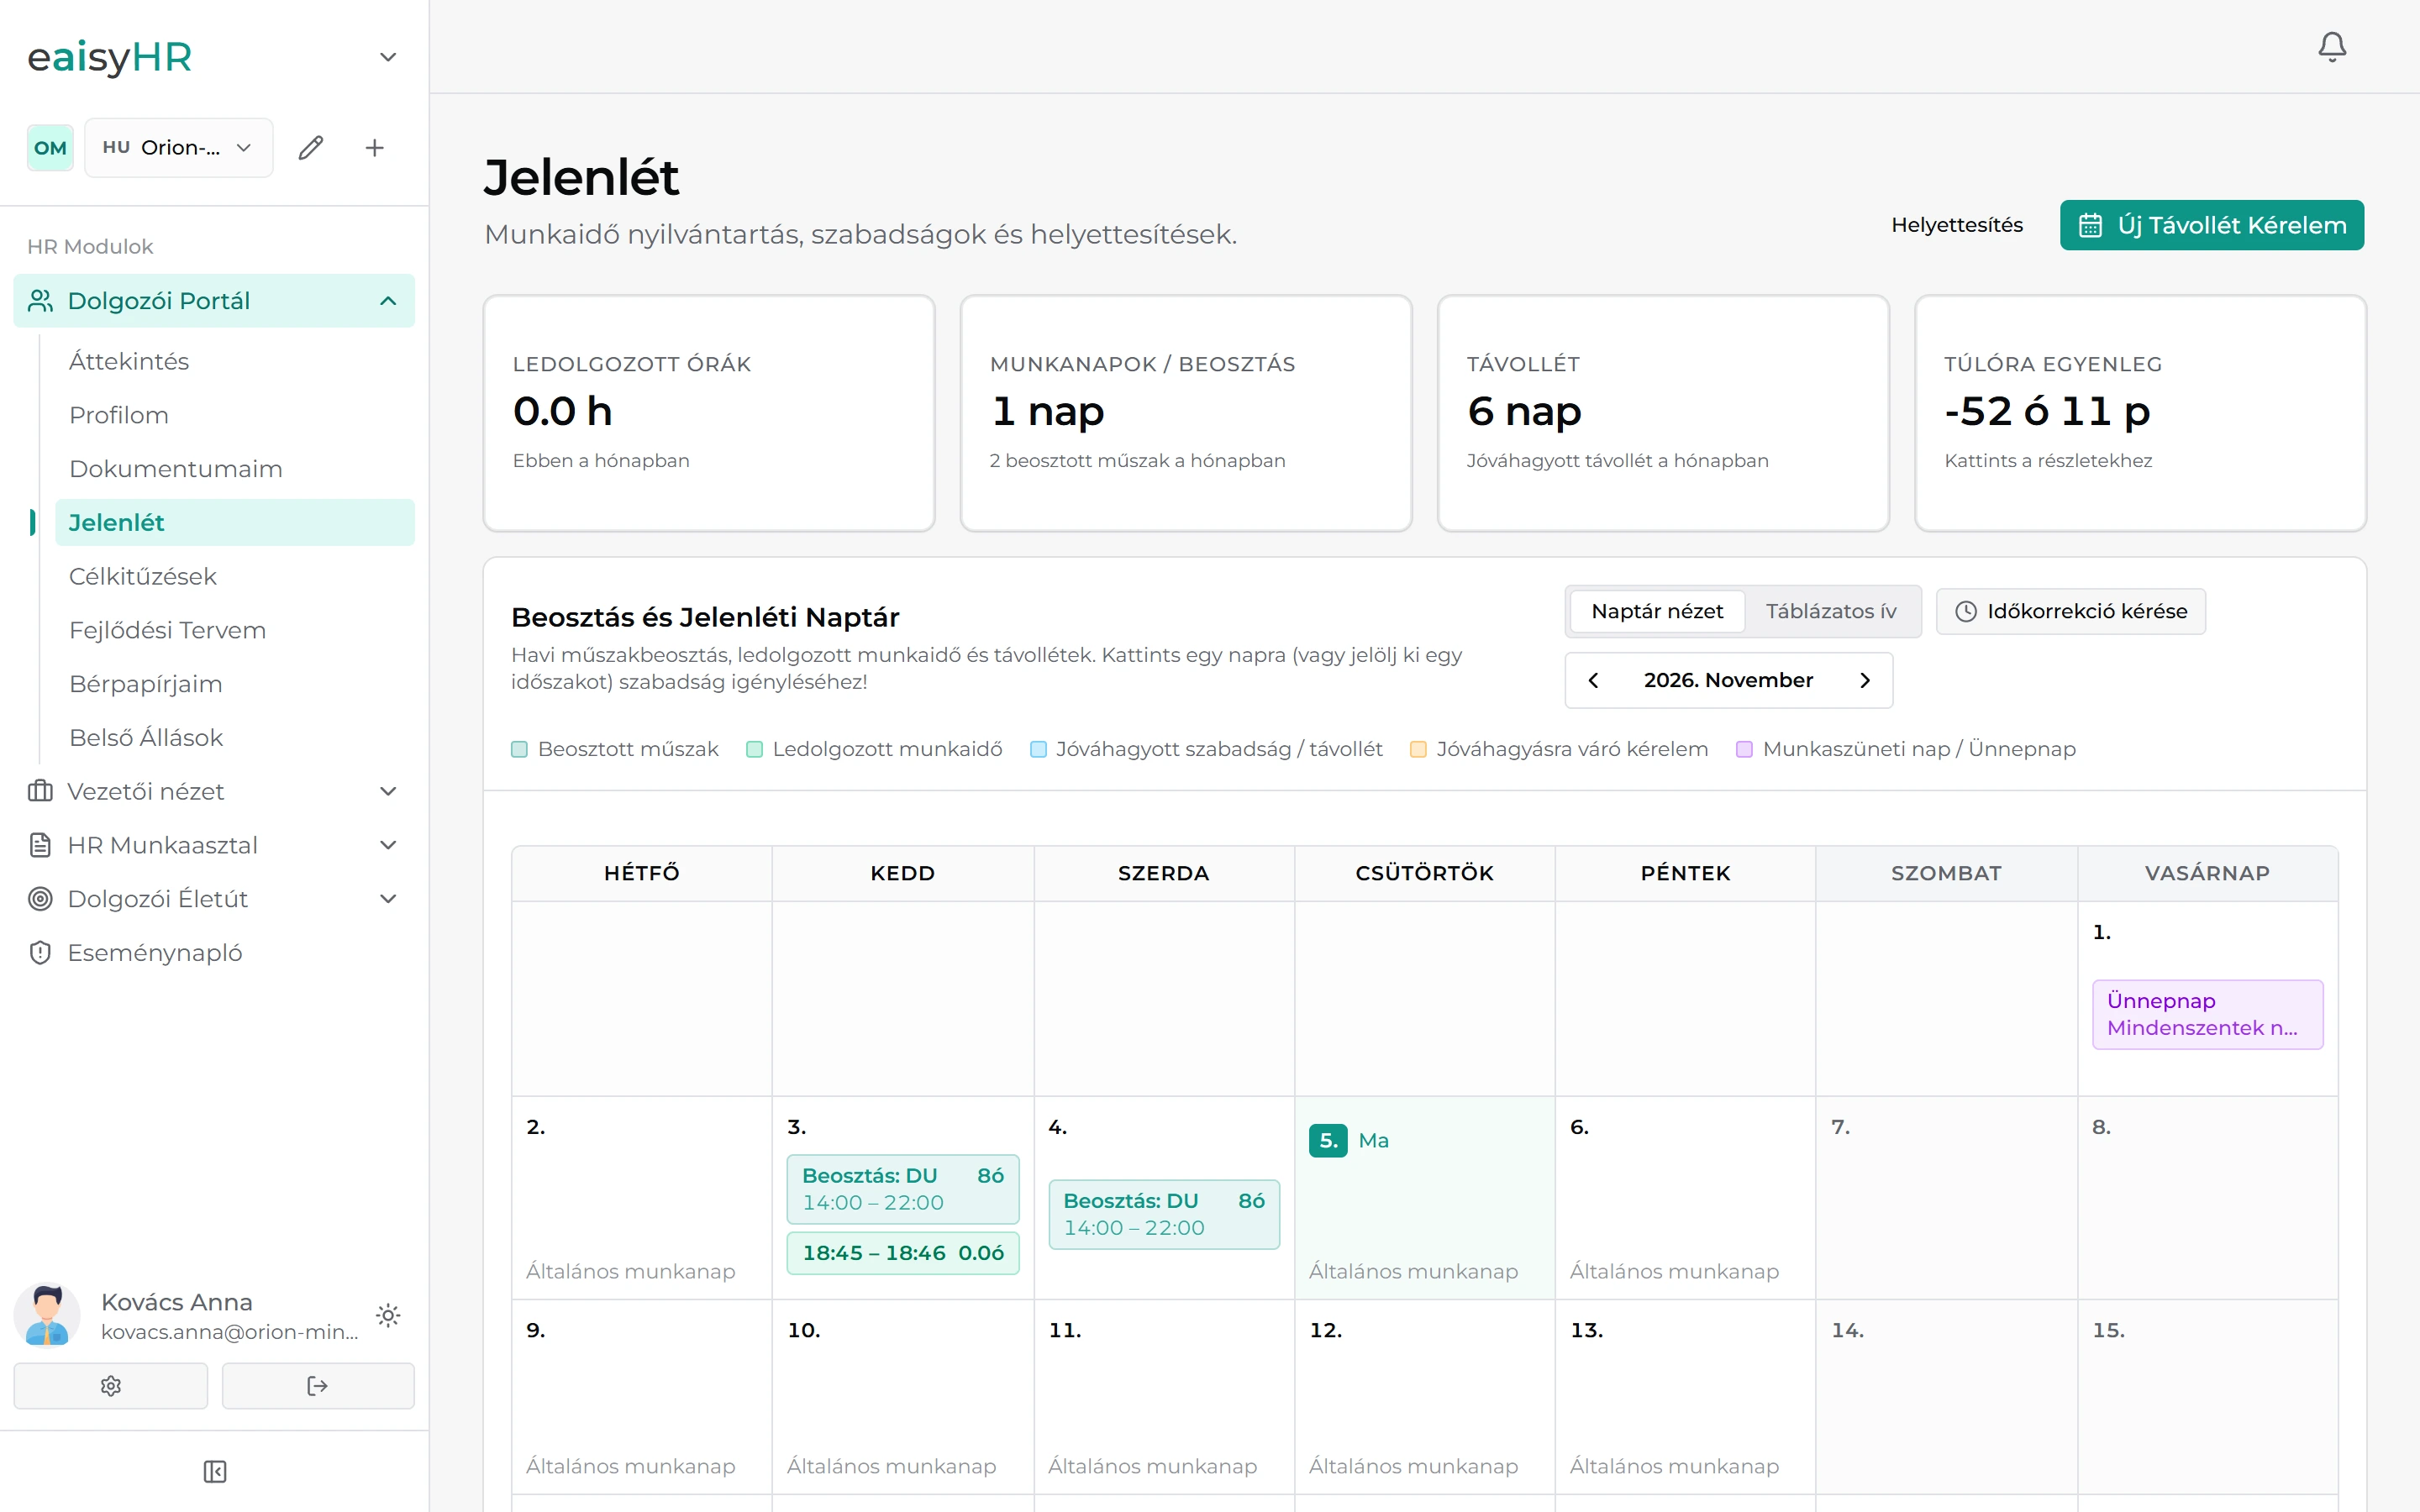 eaisyHR
OM
HU Orion-...
HR Modulok
Dolgozói Portál
Áttekintés
Profilom
Dokumentumaim
Jelenlét
Célkitűzések
Fejlődési Tervem
Bérpapírjaim
Belső Állások
Vezetői nézet
HR Munkaasztal
Dolgozói Életút
Eseménynapló
Kovács Anna
kovacs.anna@orion-min...
Jelenlét
Munkaidő nyilvántartás, szabadságok és helyettesítések.
Helyettesítés
Új Távollét Kérelem
LEDOLGOZOTT ÓRÁK
0.0 h
Ebben a hónapban
MUNKANAPOK / BEOSZTÁS
1 nap
2 beosztott műszak a hónapban
TÁVOLLÉT
6 nap
Jóváhagyott távollét a hónapban
TÚLÓRA EGYENLEG
-52 ó 11 p
Kattints a részletekhez
Beosztás és Jelenléti Naptár
Havi műszakbeosztás, ledolgozott munkaidő és távollétek. Kattints egy napra (vagy jelölj ki egy
időszakot) szabadság igényléséhez!
Naptár nézet
Táblázatos ív
Időkorrekció kérése
2026. November
Beosztott műszak
Ledolgozott munkaidő
Jóváhagyott szabadság / távollét
Jóváhagyásra váró kérelem
Munkaszüneti nap / Ünnepnap
HÉTFŐ
KEDD
SZERDA
CSÜTÖRTÖK
PÉNTEK
SZOMBAT
VASÁRNAP
1.
Ünnepnap
Mindenszentek n...
2.
Általános munkanap
3.
Beosztás: DU 8ó
14:00 – 22:00
18:45 – 18:46 0.0ó
4.
Beosztás: DU 8ó
14:00 – 22:00
5. Ma
Általános munkanap
6.
Általános munkanap
7.
8.
9.
Általános munkanap
10.
Általános munkanap
11.
Általános munkanap
12.
Általános munkanap
13.
Általános munkanap
14.
15.